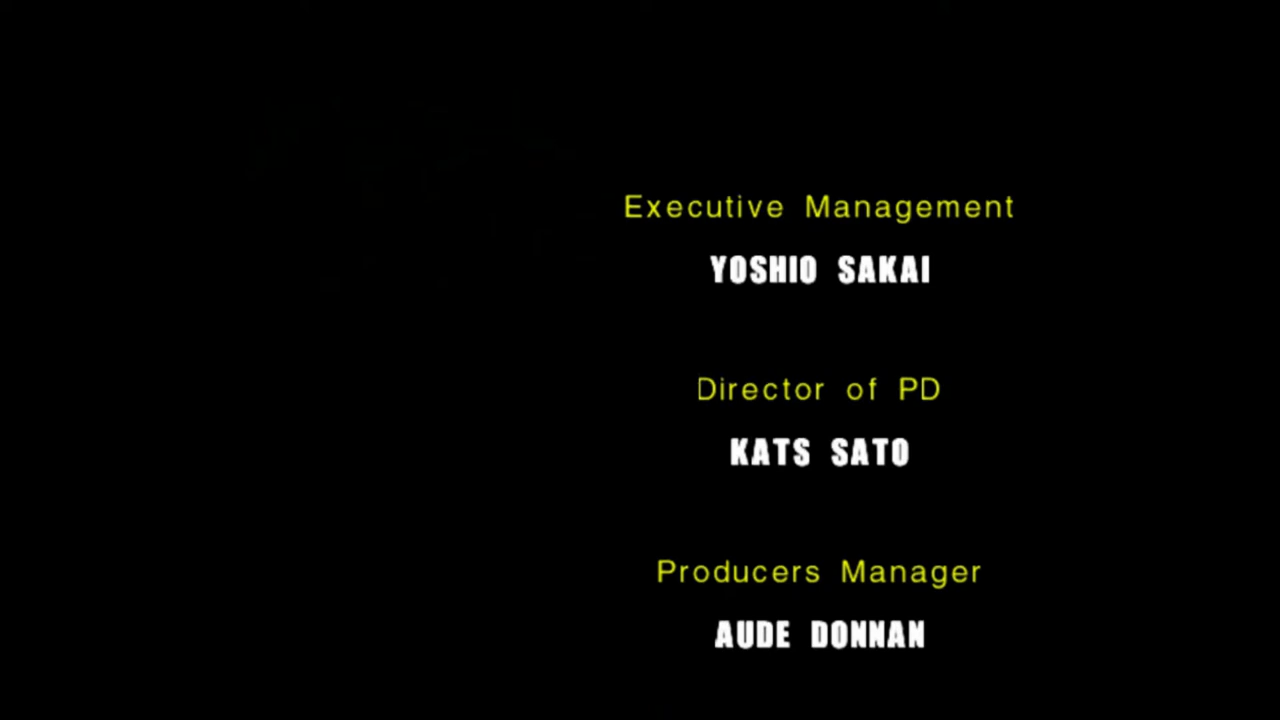 Executive Management
YOSHIO SAKAI
Director of PD
KATS SATO
Producers Manager
AUDE DONNAN